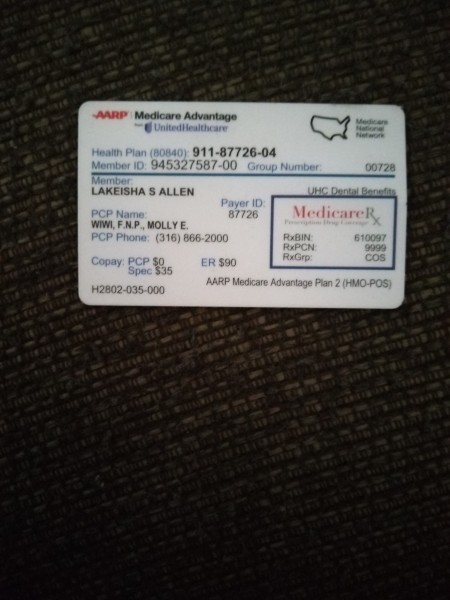 AARP Medicare Advantage
from UnitedHealthcare
Medicare
National
Network
Health Plan (80840): 911-87726-04
Member ID: 945327587-00 Group Number: 00728
Member:
LAKEISHA S ALLEN
UHC Dental Benefits
Payer ID:
87726
PCP Name:
WIWI, F.N.P., MOLLY E.
PCP Phone: (316) 866-2000
MedicareRx
Prescription Drug Coverage
RxBIN: 610097
RxPCN: 9999
RxGrp: COS
Copay: PCP $0 ER $90
Spec $35
AARP Medicare Advantage Plan 2 (HMO-POS)
H2802-035-000